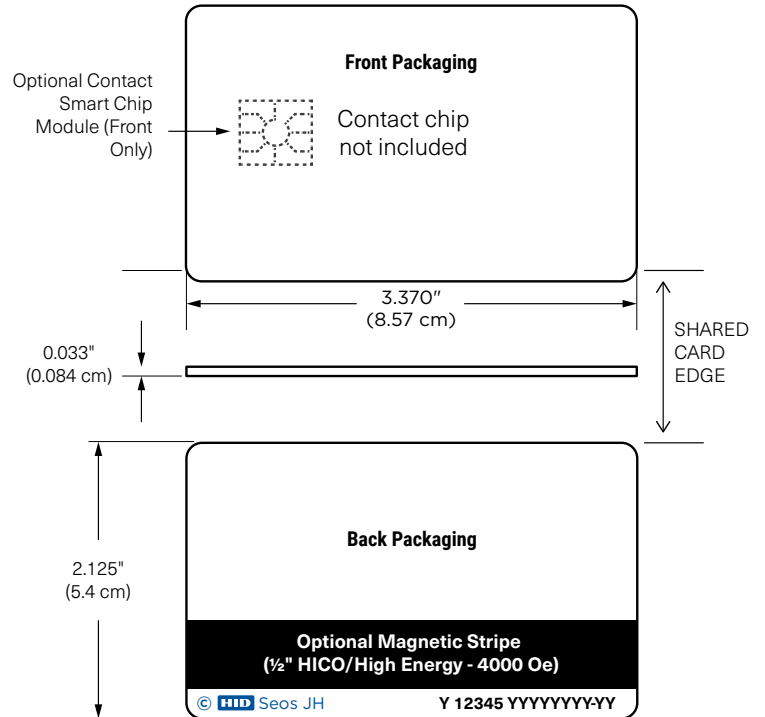 Front Packaging
Optional Contact
Smart Chip
Module (Front
Only)
Contact chip
not included
3.370"
(8.57 cm)
0.033"
(0.084 cm)
SHARED
CARD
EDGE
Back Packaging
2.125"
(5.4 cm)
Optional Magnetic Stripe
(½" HICO/High Energy - 4000 Oe)
© HID Seos JH Y 12345 YYYYYYYY-YY